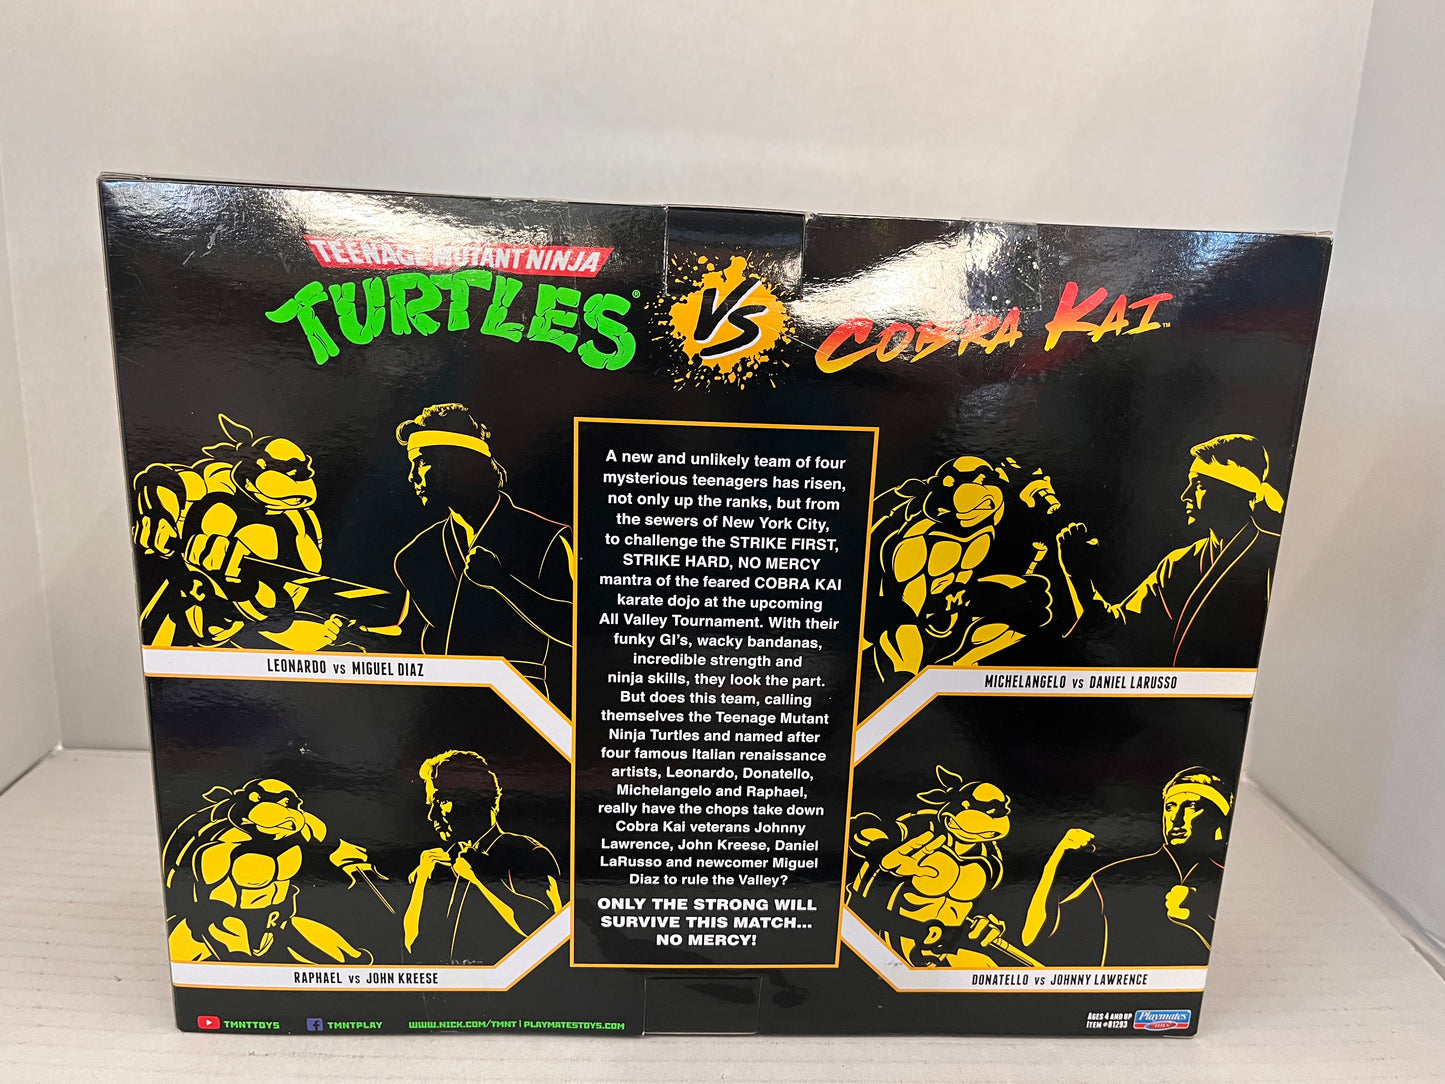 TEENAGE MUTANT NINJA
TURTLES®
VS
COBRA KAI™
A new and unlikely team of four
mysterious teenagers has risen,
not only up the ranks, but from
the sewers of New York City,
to challenge the STRIKE FIRST,
STRIKE HARD, NO MERCY
mantra of the feared COBRA KAI
karate dojo at the upcoming
All Valley Tournament. With their
funky GI's, wacky bandanas,
incredible strength and
ninja skills, they look the part.
But does this team, calling
themselves the Teenage Mutant
Ninja Turtles and named after
four famous Italian renaissance
artists, Leonardo, Donatello,
Michelangelo and Raphael,
really have the chops take down
Cobra Kai veterans Johnny
Lawrence, John Kreese, Daniel
LaRusso and newcomer Miguel
Diaz to rule the Valley?
ONLY THE STRONG WILL
SURVIVE THIS MATCH...
NO MERCY!
LEONARDO VS MIGUEL DIAZ
M
MICHELANGELO VS DANIEL LARUSSO
R
RAPHAEL VS JOHN KREESE
D
DONATELLO VS JOHNNY LAWRENCE
TMNTTOYS
f TMNTPLAY
WWW.NICK.COM/TMNT | PLAYMATESTOYS.COM
AGES 4 AND UP
ITEM #81293
Playmates
TOYS